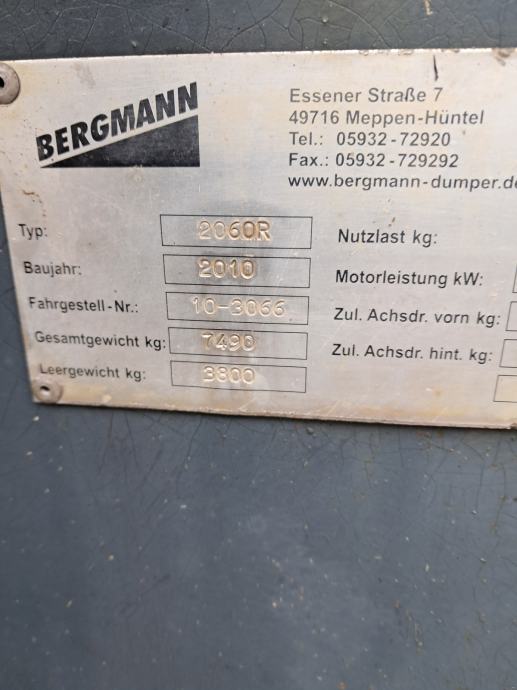 BERGMANN
Essener Straße 7
49716 Meppen-Hüntel
Tel.: 05932-72920
Fax.: 05932-729292
www.bergmann-dumper.de
Typ: 2060R
Baujahr: 2010
Fahrgestell-Nr.: 10-3066
Gesamtgewicht kg: 7490
Leergewicht kg: 3800
Nutzlast kg:
Motorleistung kW:
Zul. Achsdr. vorn kg:
Zul. Achsdr. hint. kg: